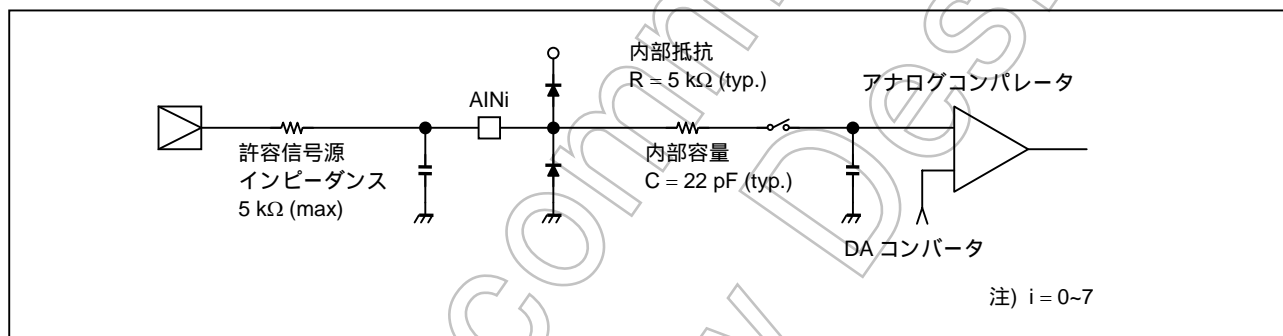 内部抵抗
R = 5 kΩ (typ.)
アナログコンパレータ
AINi
許容信号源
インピーダンス
5 kΩ (max)
内部容量
C = 22 pF (typ.)
DA コンバータ
注) i = 0~7